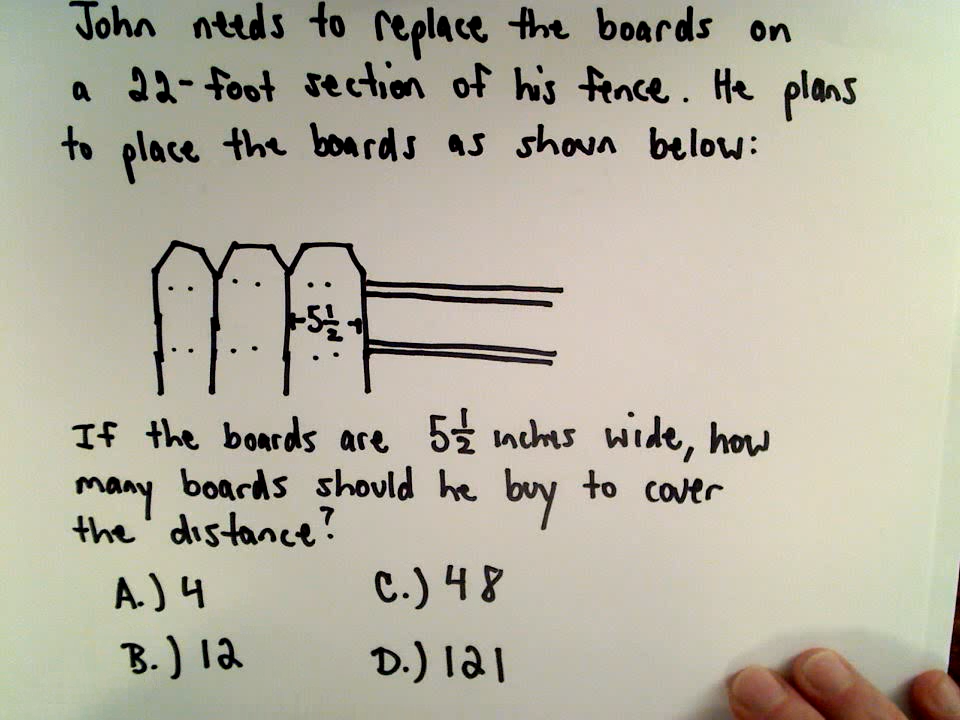 John needs to replace the boards on
a 22-foot section of his fence. He plans
to place the boards as shown below:
5 1/2
If the boards are 5 1/2 inches wide, how
many boards should he buy to cover
the distance?
A.) 4 C.) 48
B.) 12 D.) 121